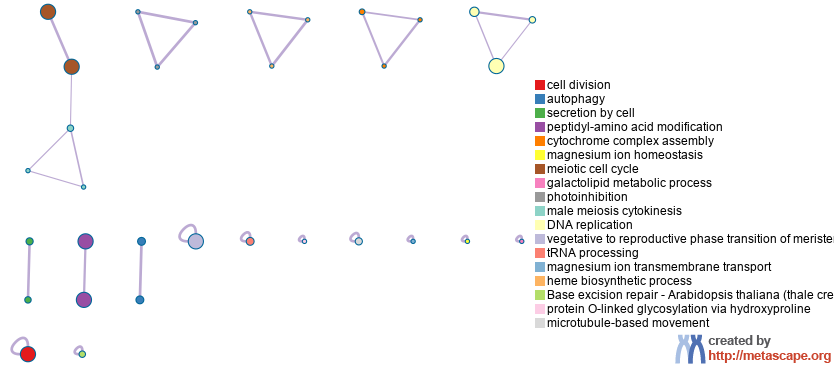 cell division
autophagy
secretion by cell
peptidyl-amino acid modification
cytochrome complex assembly
magnesium ion homeostasis
meiotic cell cycle
galactolipid metabolic process
photoinhibition
male meiosis cytokinesis
DNA replication
vegetative to reproductive phase transition of merister
tRNA processing
magnesium ion transmembrane transport
heme biosynthetic process
Base excision repair - Arabidopsis thaliana (thale cre
protein O-linked glycosylation via hydroxyproline
microtubule-based movement
created by
http://metascape.org